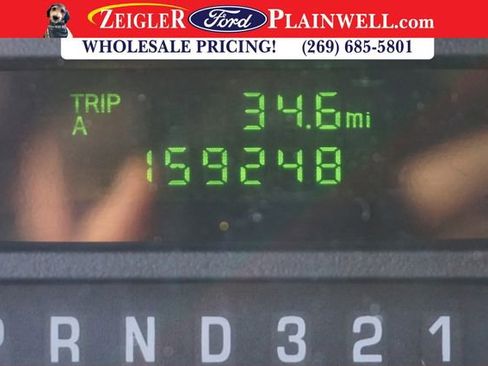 ZEIGLER Ford PLAINWELL.COM
WHOLESALE PRICING! (269) 685-5801
TRIP 34.6 mi
A
159248
P R N D 3 2 1